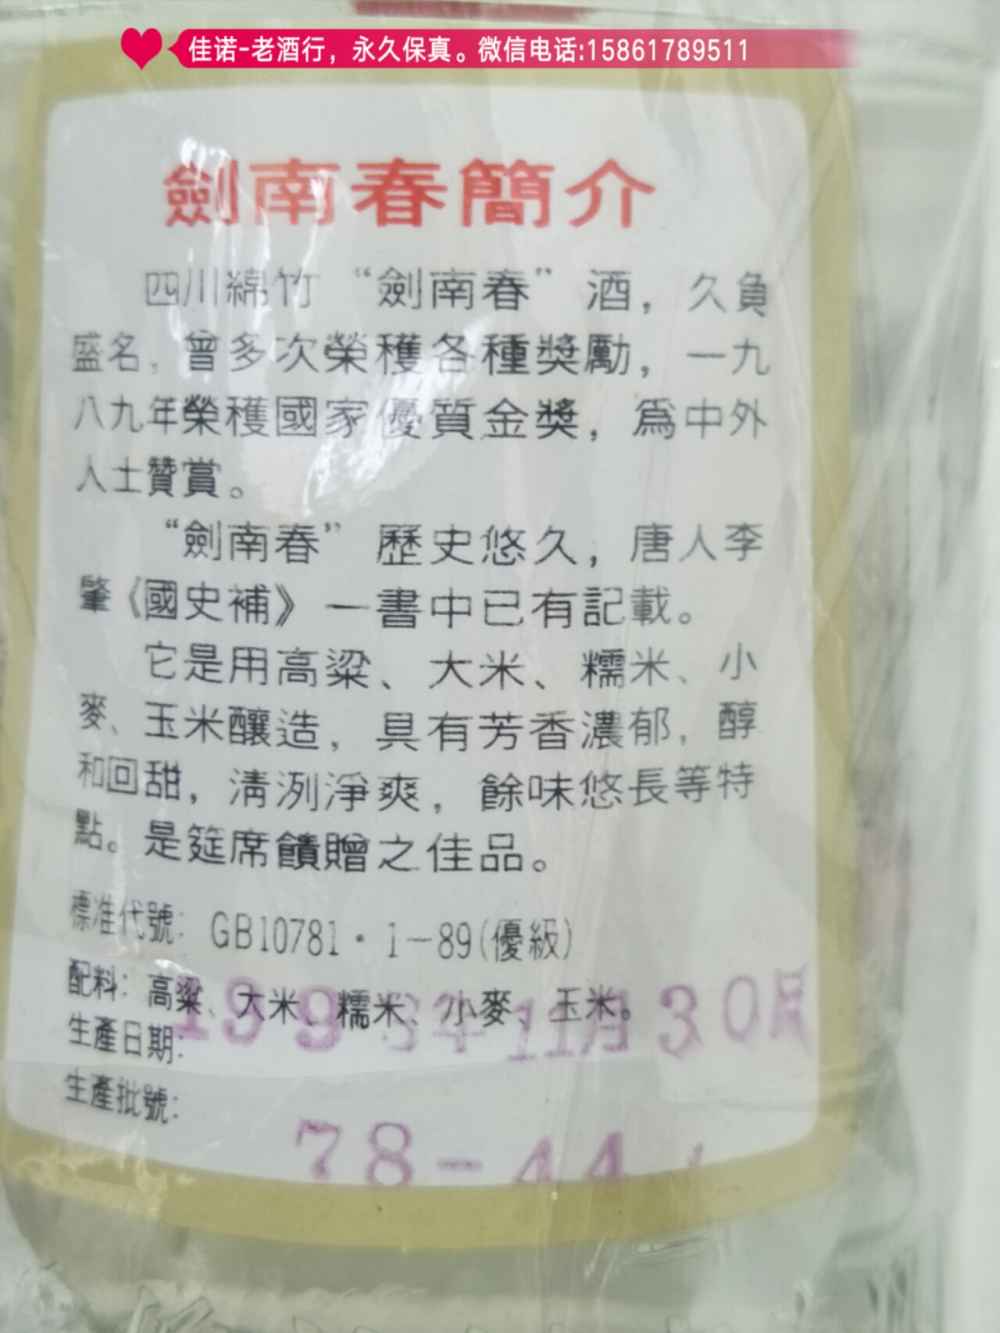 佳诺-老酒行，永久保真。微信电话:15861789511
劍南春簡介
四川綿竹“劍南春”酒，久負
盛名，曾多次榮穫各種獎勵，一九
八九年榮穫國家優質金獎，爲中外
人士贊賞。
“劍南春”歷史悠久，唐人李
肇《國史補》一書中已有記載。
它是用高粱、大米、糯米、小
麥、玉米釀造，具有芳香濃郁，醇
和回甜，清洌淨爽，餘味悠長等特
點。是筵席饋贈之佳品。
標准代號：GB10781·1—89(優級)
配料：高粱、大米、糯米、小麥、玉米。
生產日期：
199 年11月30日
生產批號：
78-44